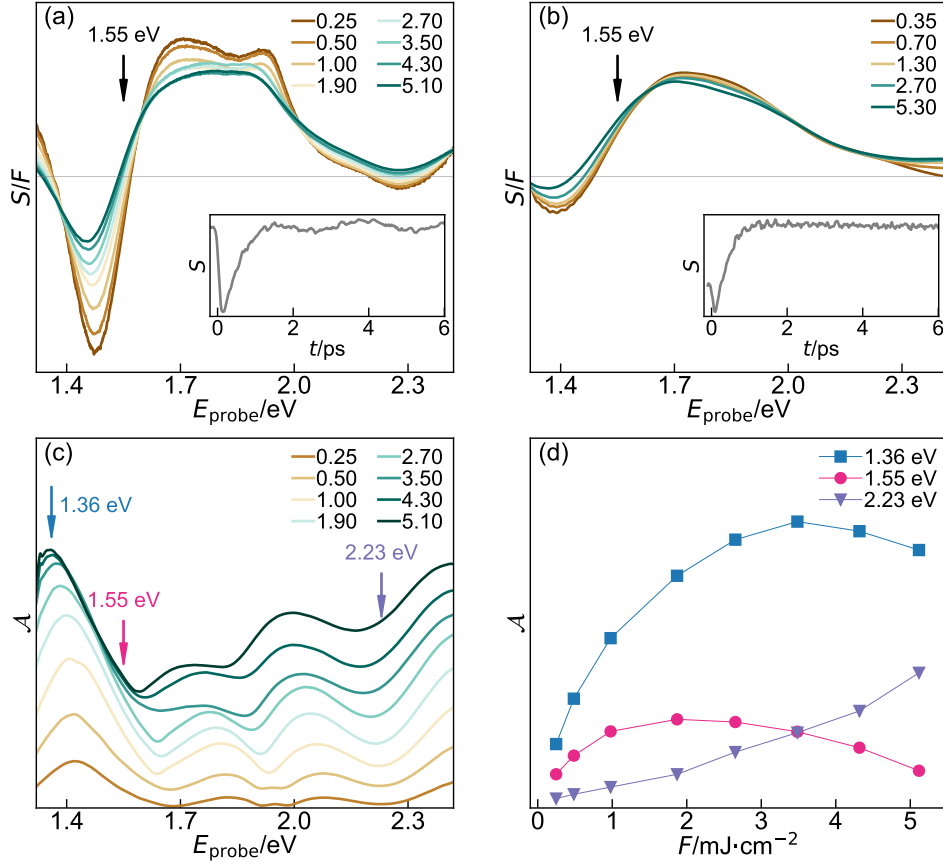 (a)
1.55 eV
0.25 2.70
0.50 3.50
1.00 4.30
1.90 5.10
S/F
S
0 2 4 6
t/ps
1.4 1.7 2.0 2.3
E_probe/eV
(b)
1.55 eV
0.35
0.70
1.30
2.70
5.30
S/F
S
0 2 4 6
t/ps
1.4 1.7 2.0 2.3
E_probe/eV
(c)
0.25 2.70
0.50 3.50
1.00 4.30
1.90 5.10
1.36 eV
1.55 eV
2.23 eV
𝒜
1.4 1.7 2.0 2.3
E_probe/eV
(d)
1.36 eV
1.55 eV
2.23 eV
𝒜
0 1 2 3 4 5
F/mJ·cm⁻²